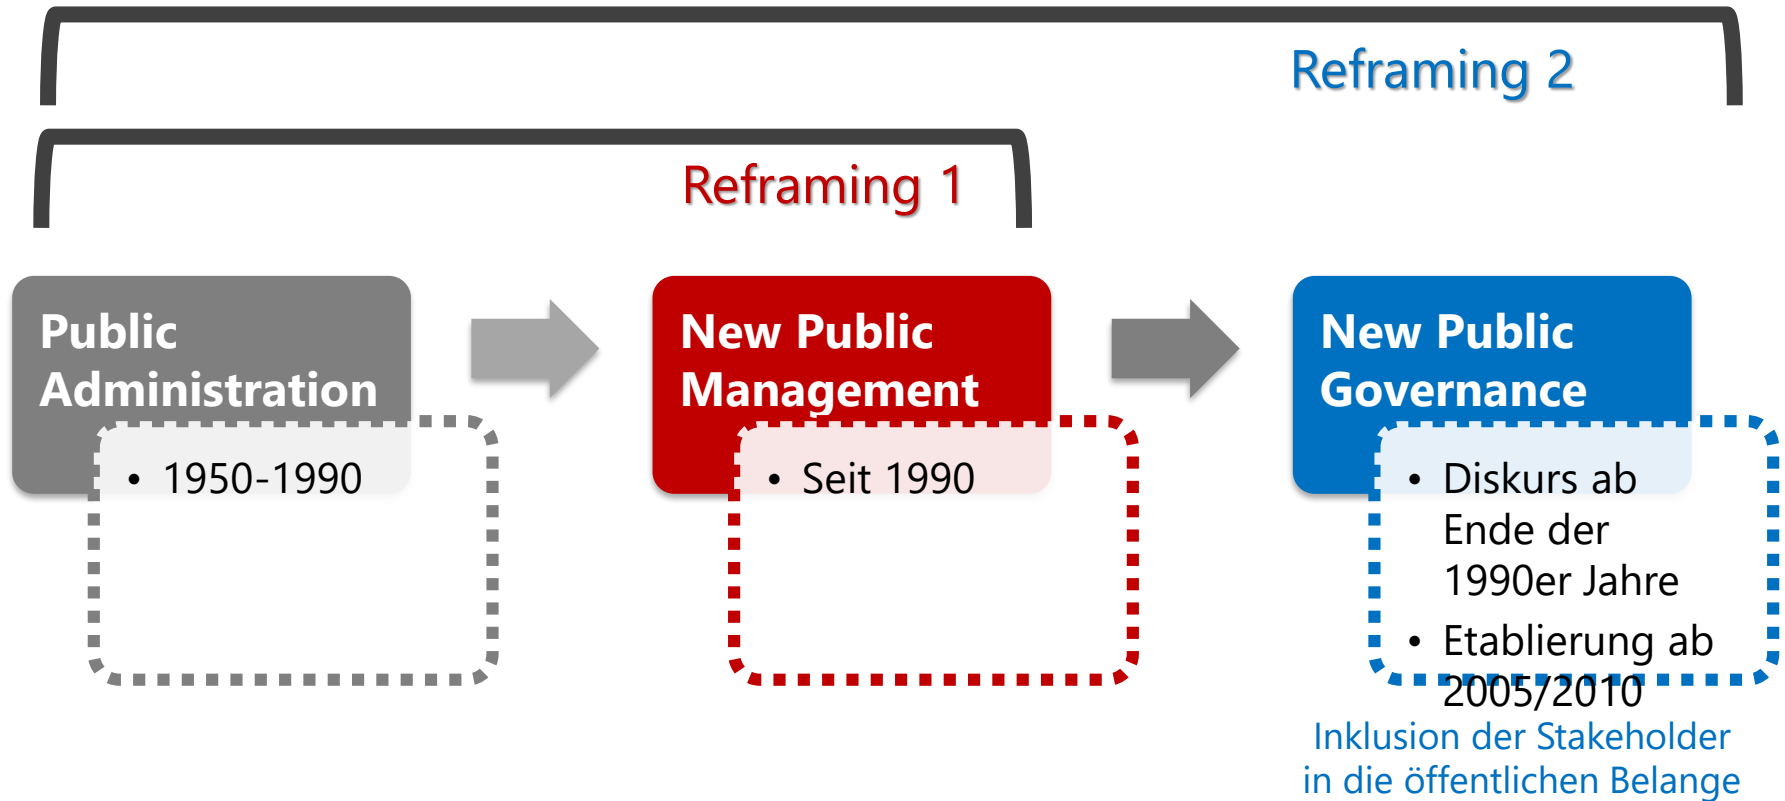 Reframing 2
Reframing 1
Public
Administration
• 1950-1990
New Public
Management
• Seit 1990
New Public
Governance
• Diskurs ab
Ende der
1990er Jahre
• Etablierung ab
2005/2010
Inklusion der Stakeholder
in die öffentlichen Belange